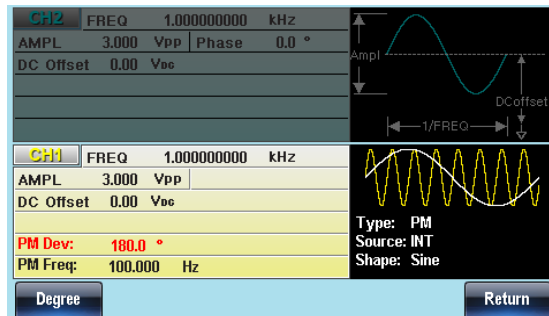 CH2 FREQ 1.000000000 kHz
AMPL 3.000 Vpp Phase 0.0 °
DC Offset 0.00 VDC
Ampl
DCoffset
1/FREQ
CH1 FREQ 1.000000000 kHz
AMPL 3.000 Vpp
DC Offset 0.00 VDC
PM Dev: 180.0 °
PM Freq: 100.000 Hz
Type: PM
Source: INT
Shape: Sine
Degree
Return